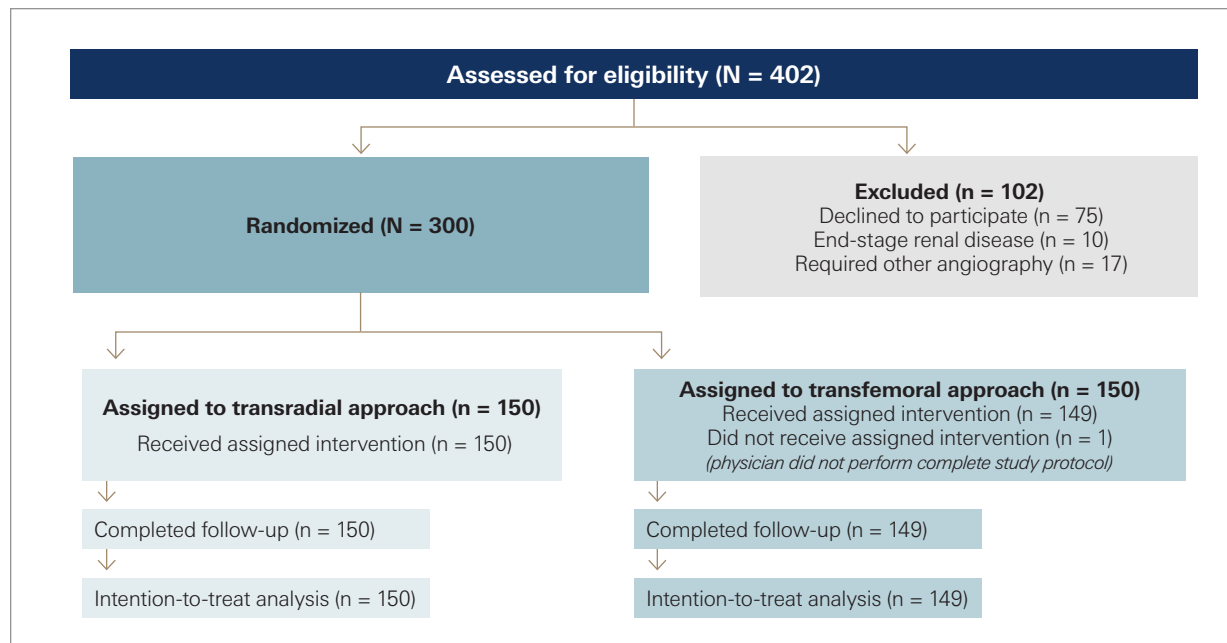 Assessed for eligibility (N = 402)
Randomized (N = 300)
Excluded (n = 102)
Declined to participate (n = 75)
End-stage renal disease (n = 10)
Required other angiography (n = 17)
Assigned to transradial approach (n = 150)
Received assigned intervention (n = 150)
Assigned to transfemoral approach (n = 150)
Received assigned intervention (n = 149)
Did not receive assigned intervention (n = 1)
(physician did not perform complete study protocol)
Completed follow-up (n = 150)
Completed follow-up (n = 149)
Intention-to-treat analysis (n = 150)
Intention-to-treat analysis (n = 149)